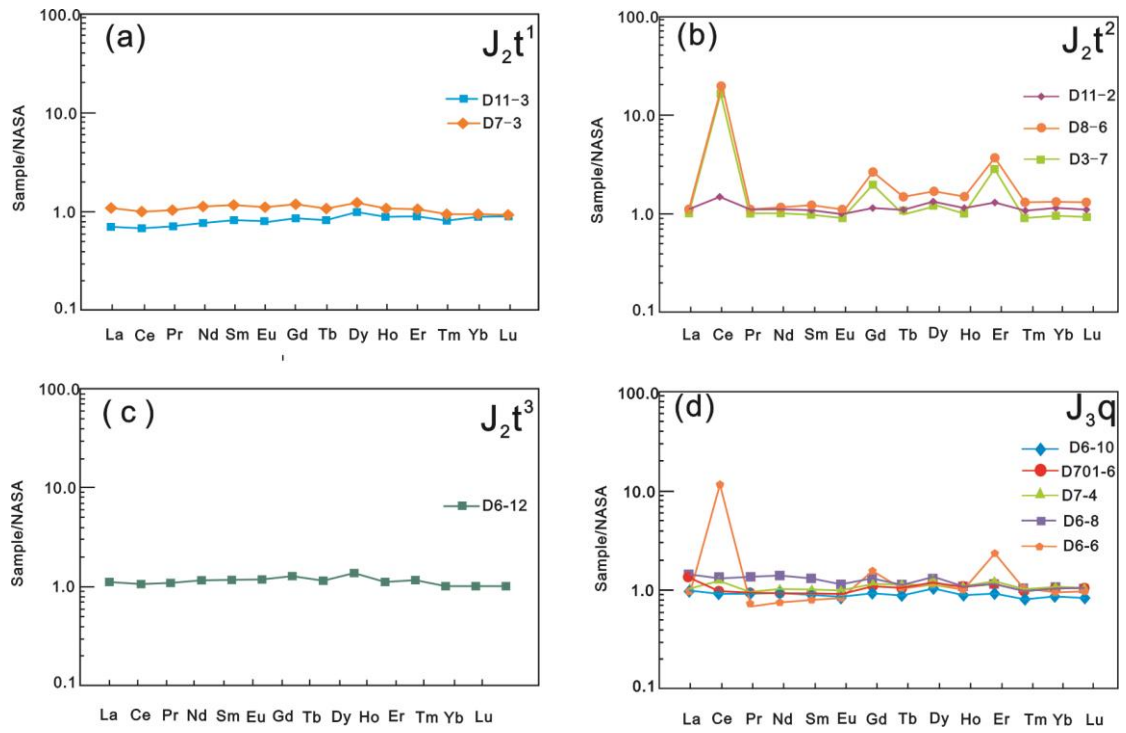 (a)
J₂t¹
100.0
10.0
1.0
0.1
Sample/NASA
D11-3
D7-3
La Ce Pr Nd Sm Eu Gd Tb Dy Ho Er Tm Yb Lu
(b)
J₂t²
100.0
10.0
1.0
0.1
Sample/NASA
D11-2
D8-6
D3-7
La Ce Pr Nd Sm Eu Gd Tb Dy Ho Er Tm Yb Lu
(c)
J₂t³
100.0
10.0
1.0
0.1
Sample/NASA
D6-12
La Ce Pr Nd Sm Eu Gd Tb Dy Ho Er Tm Yb Lu
(d)
J₃q
100.0
10.0
1.0
0.1
Sample/NASA
D6-10
D701-6
D7-4
D6-8
D6-6
La Ce Pr Nd Sm Eu Gd Tb Dy Ho Er Tm Yb Lu